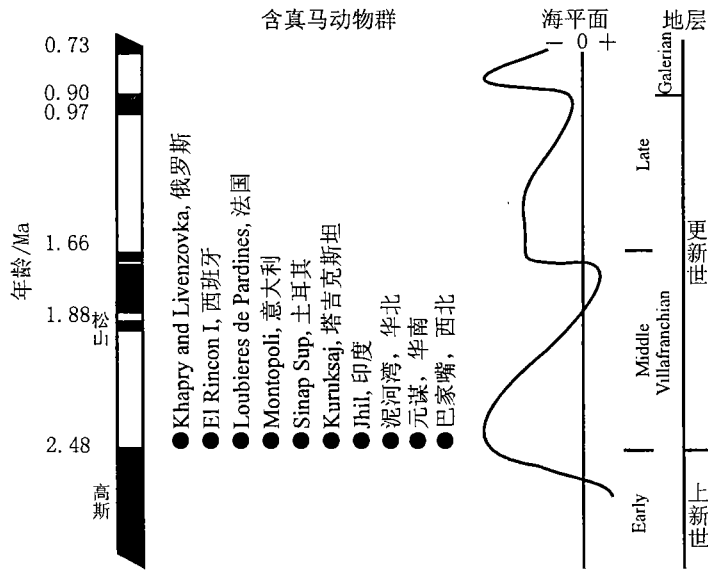 含真马动物群
海平面
地层
− 0 +
年龄/Ma
0.73
0.90
0.97
1.66
1.88
2.48
松山
高斯
Khapry and Livenzovka, 俄罗斯
El Rincon I, 西班牙
Loubieres de Pardines, 法国
Montopoli, 意大利
Sinap Sup, 土耳其
Kuruksaj, 塔吉克斯坦
Jhil, 印度
泥河湾, 华北
元谋, 华南
巴家嘴, 西北
Galerian
Late
Middle
Villafranchian
Early
更新世
上新世